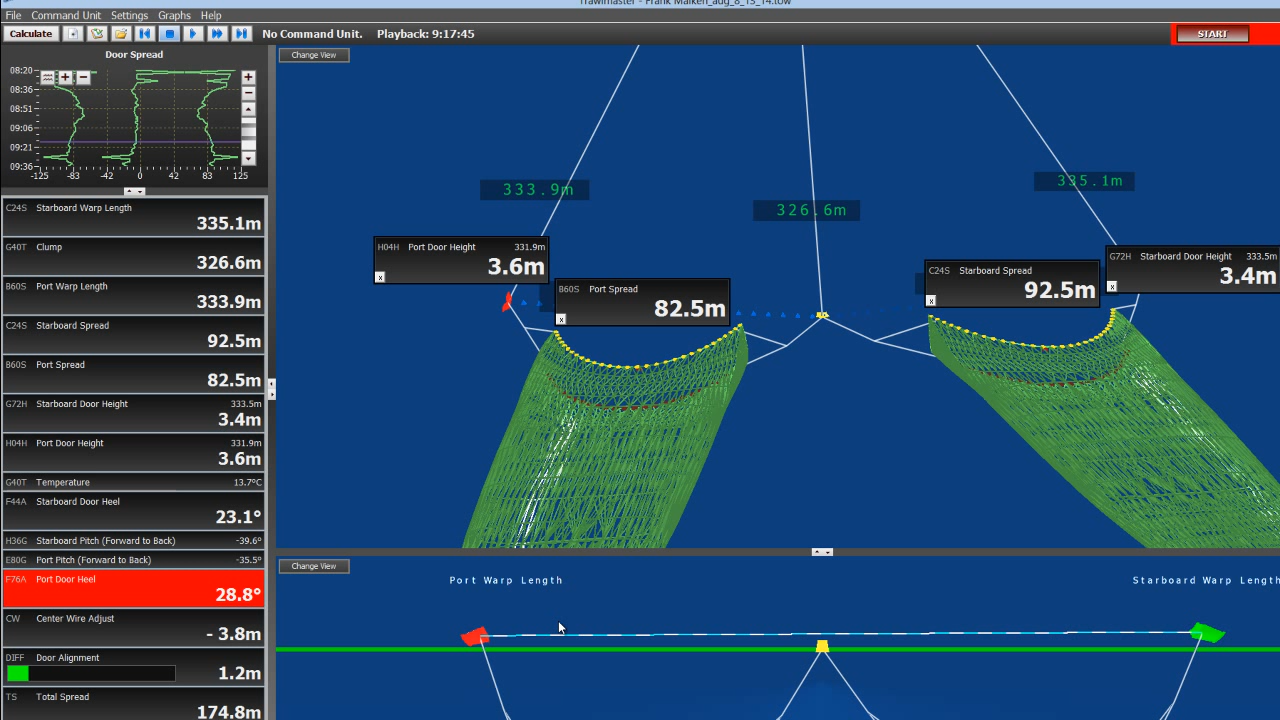 Trawlmaster - Frank Maiken_aug_8_13_14.tow
File Command Unit Settings Graphs Help
Calculate No Command Unit. Playback: 9:17:45 START
Door Spread
08:20
08:36
08:51
09:06
09:21
09:36
-125 -83 -42 0 42 83 125
C24S Starboard Warp Length
335.1m
G40T Clump
326.6m
B60S Port Warp Length
333.9m
C24S Starboard Spread
92.5m
B60S Port Spread
82.5m
G72H Starboard Door Height 333.5m
3.4m
H04H Port Door Height 331.9m
3.6m
G40T Temperature 13.7°C
F44A Starboard Door Heel
23.1°
H36G Starboard Pitch (Forward to Back) -39.6°
E80G Port Pitch (Forward to Back) -35.5°
F76A Port Door Heel
28.8°
CW Center Wire Adjust
- 3.8m
DIFF Door Alignment
1.2m
TS Total Spread
174.8m
Change View
333.9m
326.6m
335.1m
H04H Port Door Height 331.9m
3.6m
x
B60S Port Spread
82.5m
x
C24S Starboard Spread
92.5m
x
G72H Starboard Door Height 333.5m
3.4m
x
Change View
Port Warp Length
Starboard Warp Length